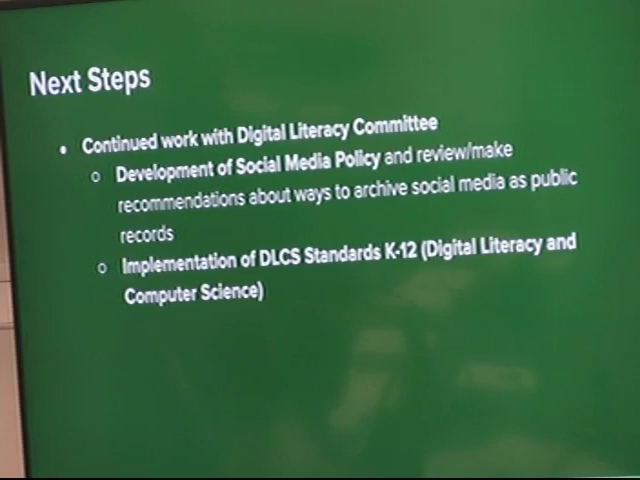 Next Steps
• Continued work with Digital Literacy Committee
○ Development of Social Media Policy and review/make
recommendations about ways to archive social media as public
records
○ Implementation of DLCS Standards K-12 (Digital Literacy and
Computer Science)